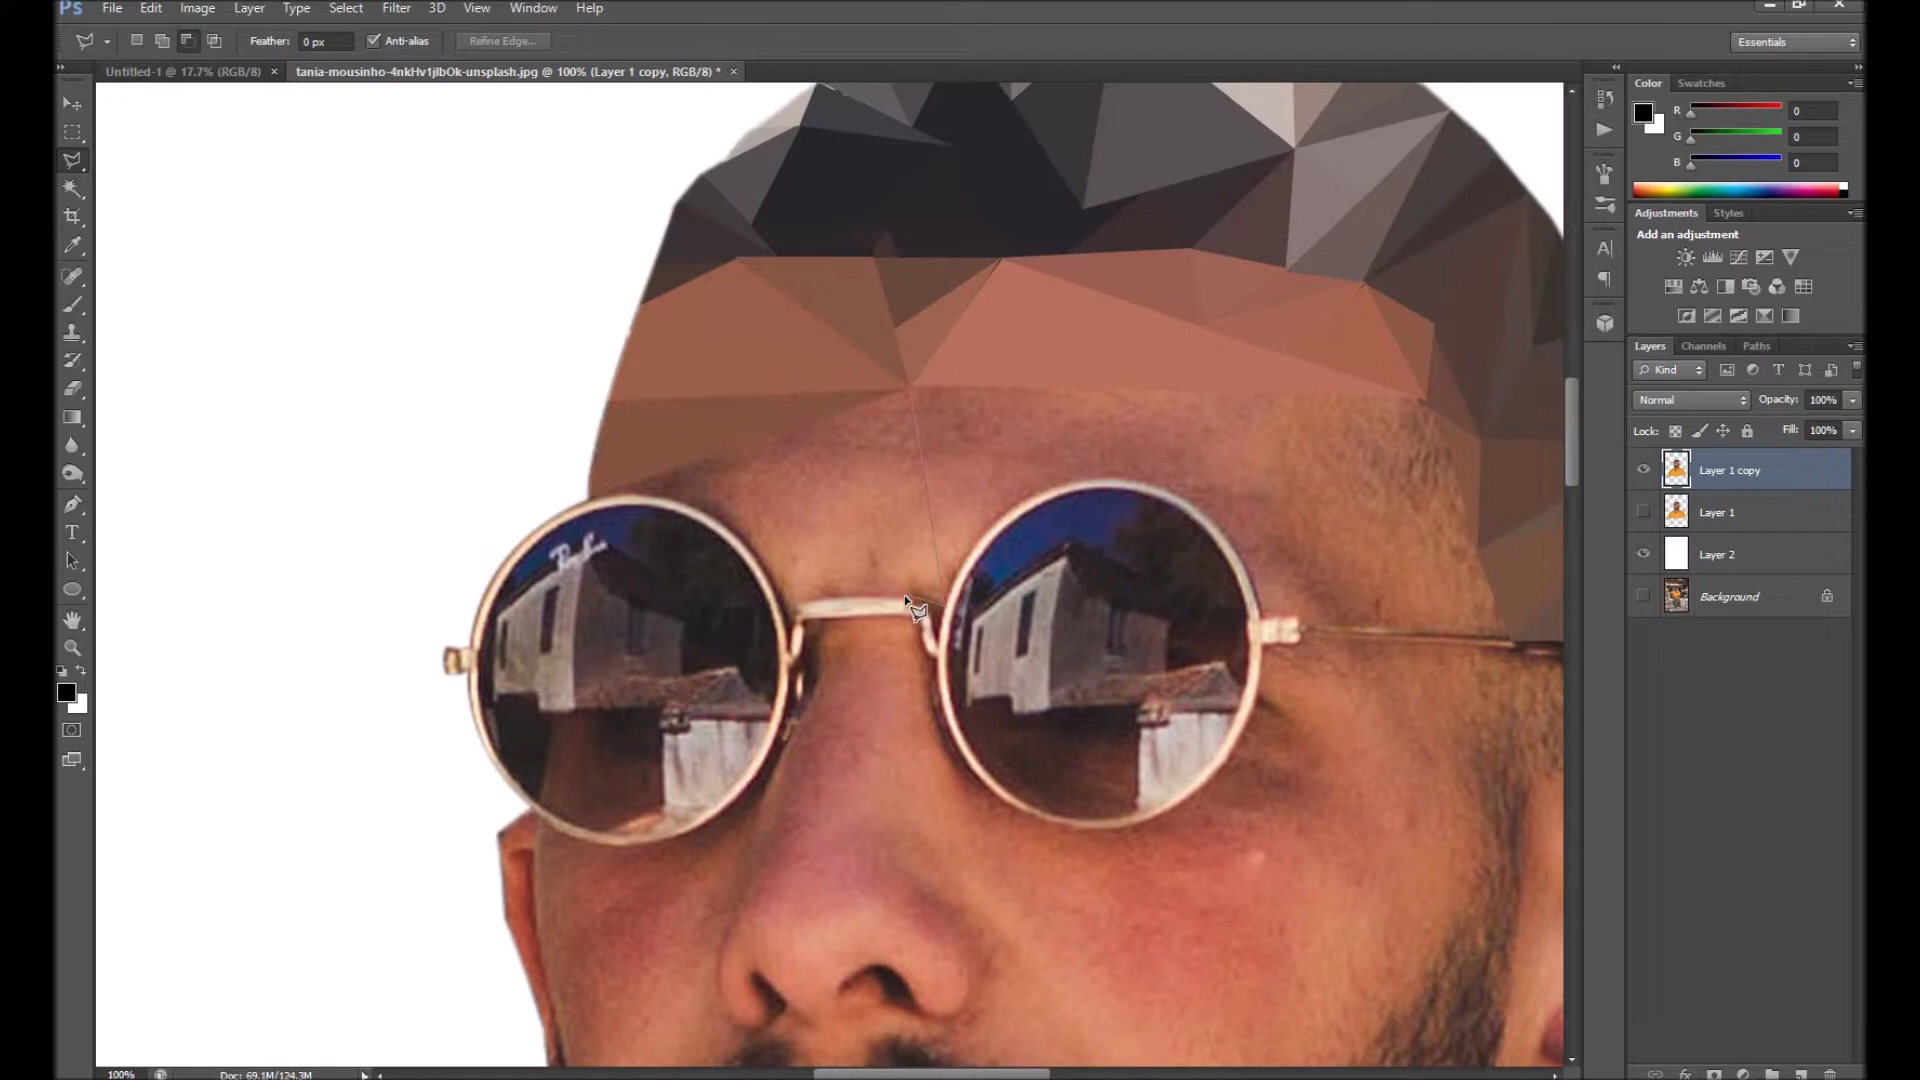 Ps File Edit Image Layer Type Select Filter 3D View Window Help
Feather: 0 px Anti-alias Refine Edge... Essentials
Untitled-1 @ 17.7% (RGB/8) × tania-mousinho-4nkHv1jIbOk-unsplash.jpg @ 100% (Layer 1 copy, RGB/8) * ×
Color Swatches
R 0
G 0
B 0
Adjustments Styles
Add an adjustment
Layers Channels Paths
Kind
Normal Opacity: 100%
Lock: Fill: 100%
Layer 1 copy
Layer 1
Layer 2
Background
100% Doc: 69.1M/124.3M